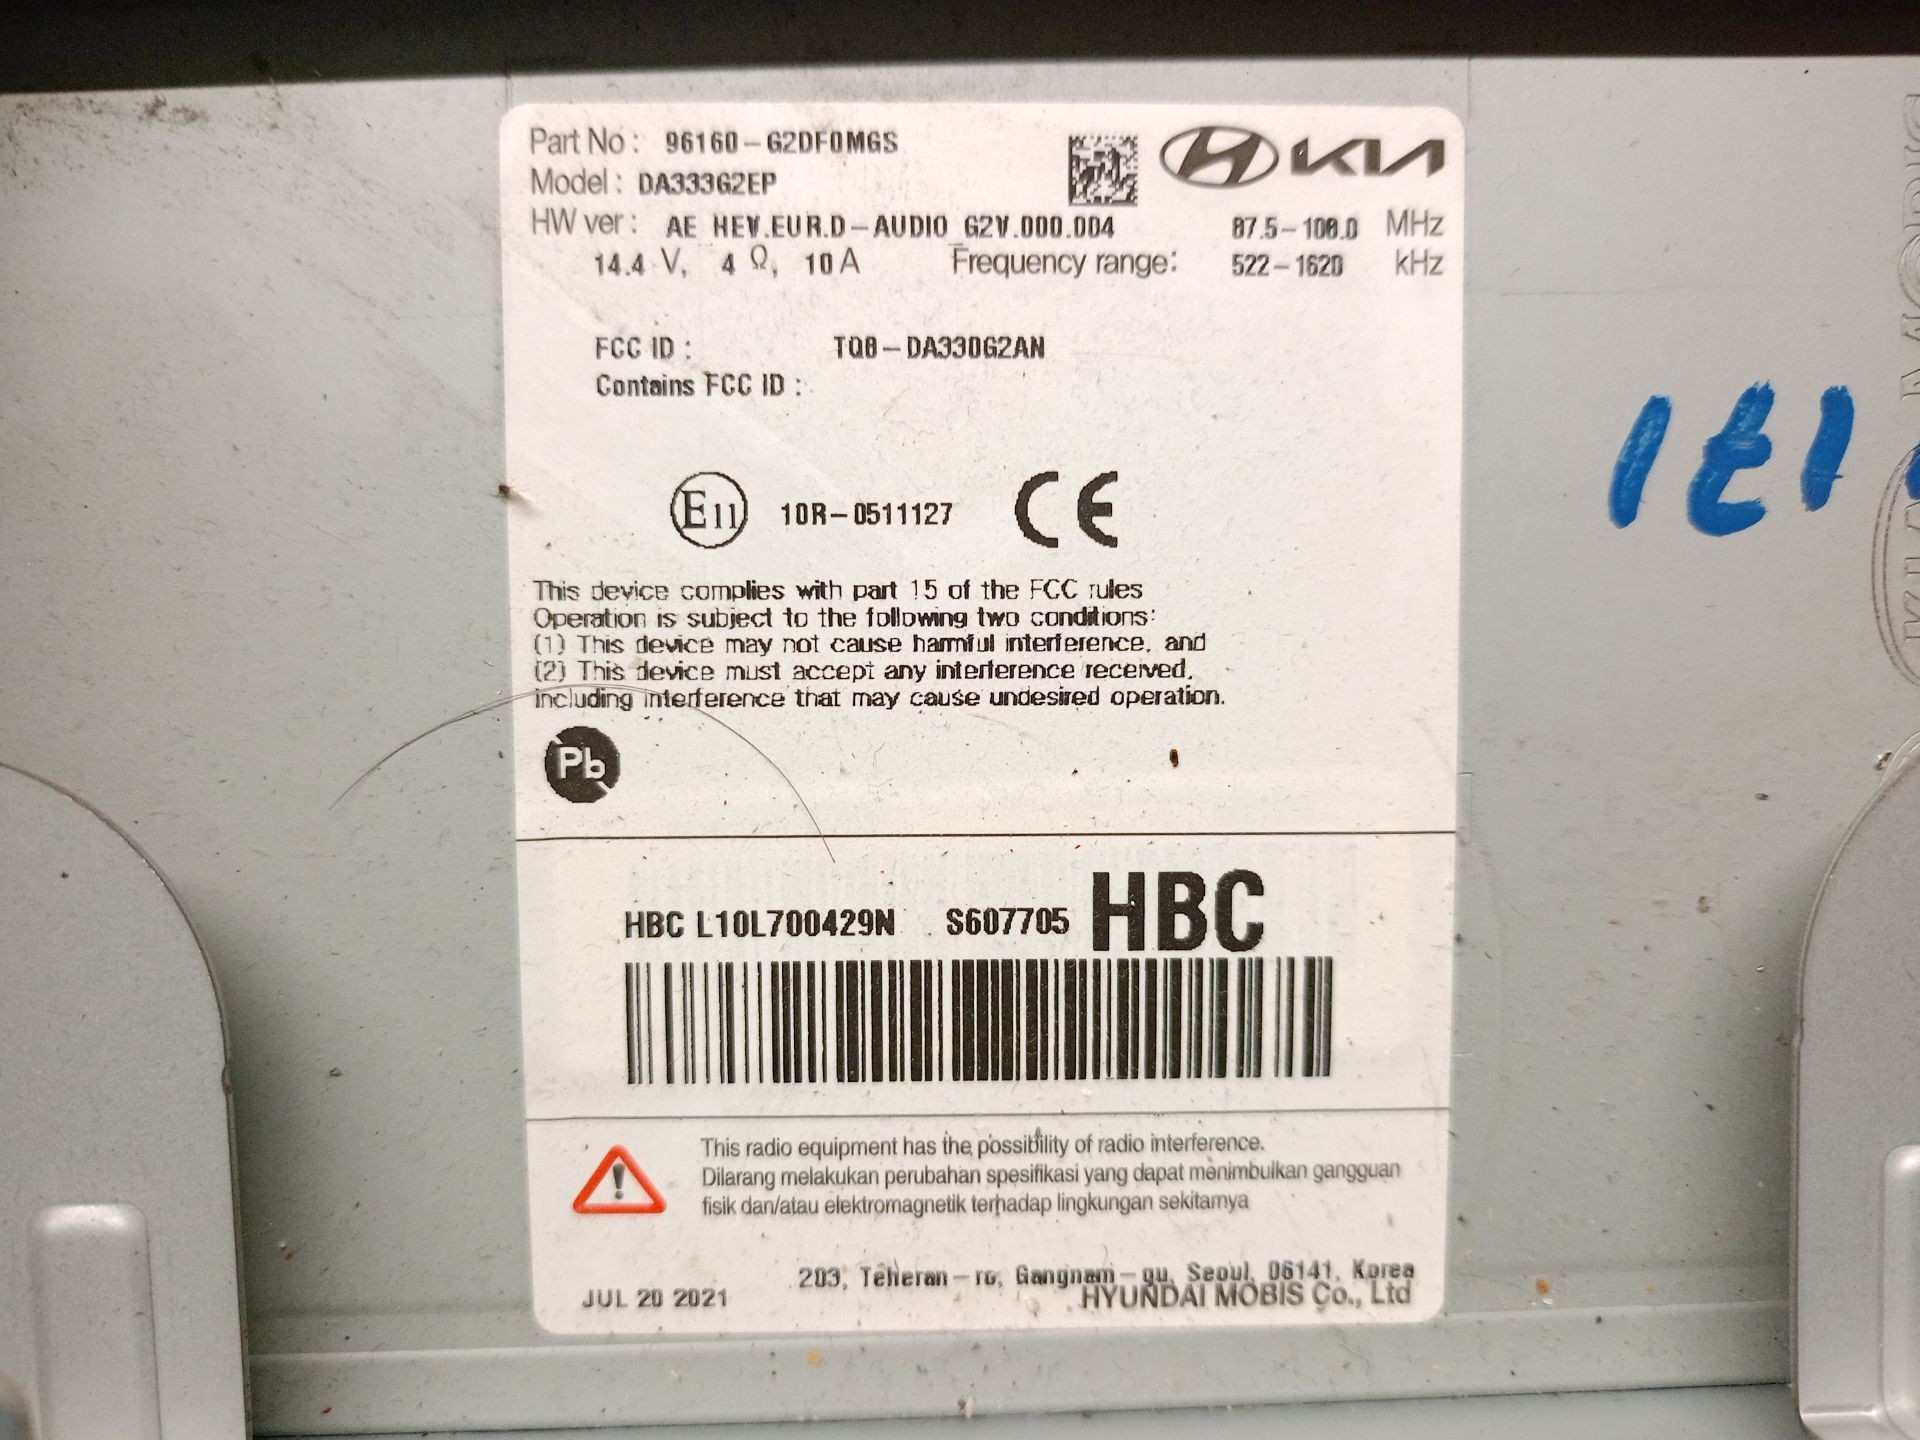 Part No : 96160-G2DF0MGS
KIA
Model : DA333G2EP
HW ver : AE_HEV.EUR.D-AUDIO_G2V.000.004
87.5-108.0 MHz
14.4 V, 4 Ω, 10 A
Frequency range: 522-1620 kHz
FCC ID : TQ8-DA330G2AN
Contains FCC ID :
E11 10R-0511127 CE
This device complies with part 15 of the FCC rules
Operation is subject to the following two conditions:
(1) This device may not cause harmful interference, and
(2) This device must accept any interference received,
including interference that may cause undesired operation.
Pb
HBC L10L700429N S607705 HBC
This radio equipment has the possibility of radio interference.
Dilarang melakukan perubahan spesifikasi yang dapat menimbulkan gangguan
fisik dan/atau elektromagnetik terhadap lingkungan sekitarnya
203, Teheran-ro, Gangnam-gu, Seoul, 06141, Korea
JUL 20 2021
HYUNDAI MOBIS Co., Ltd